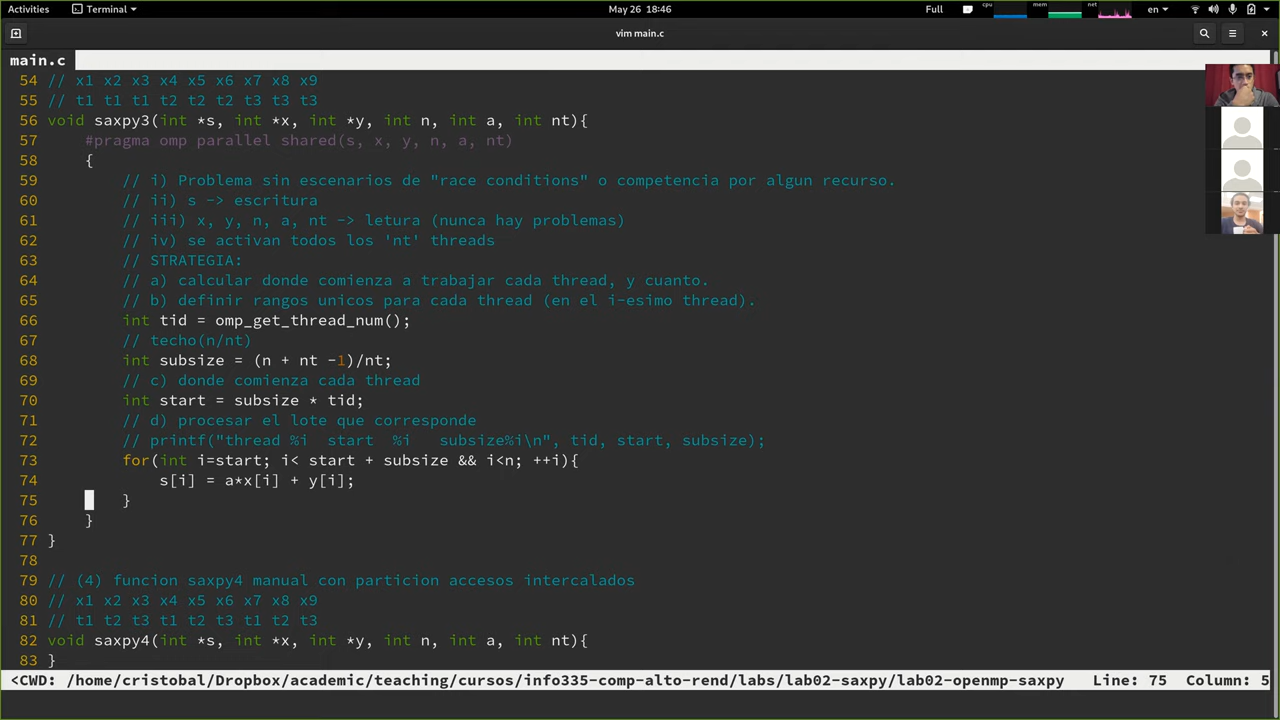 Activities Terminal May 26 18:46 Full cpu mem net en
vim main.c
main.c
54 // x1 x2 x3 x4 x5 x6 x7 x8 x9
55 // t1 t1 t1 t2 t2 t2 t3 t3 t3
56 void saxpy3(int *s, int *x, int *y, int n, int a, int nt){
57 #pragma omp parallel shared(s, x, y, n, a, nt)
58 {
59 // i) Problema sin escenarios de "race conditions" o competencia por algun recurso.
60 // ii) s -> escritura
61 // iii) x, y, n, a, nt -> letura (nunca hay problemas)
62 // iv) se activan todos los 'nt' threads
63 // STRATEGIA:
64 // a) calcular donde comienza a trabajar cada thread, y cuanto.
65 // b) definir rangos unicos para cada thread (en el i-esimo thread).
66 int tid = omp_get_thread_num();
67 // techo(n/nt)
68 int subsize = (n + nt -1)/nt;
69 // c) donde comienza cada thread
70 int start = subsize * tid;
71 // d) procesar el lote que corresponde
72 // printf("thread %i  start  %i   subsize%i\n", tid, start, subsize);
73 for(int i=start; i< start + subsize && i<n; ++i){
74 s[i] = a*x[i] + y[i];
75 }
76 }
77 }
78
79 // (4) funcion saxpy4 manual con particion accesos intercalados
80 // x1 x2 x3 x4 x5 x6 x7 x8 x9
81 // t1 t2 t3 t1 t2 t3 t1 t2 t3
82 void saxpy4(int *s, int *x, int *y, int n, int a, int nt){
83 }
<CWD: /home/cristobal/Dropbox/academic/teaching/cursos/info335-comp-alto-rend/labs/lab02-saxpy/lab02-openmp-saxpy Line: 75 Column: 5